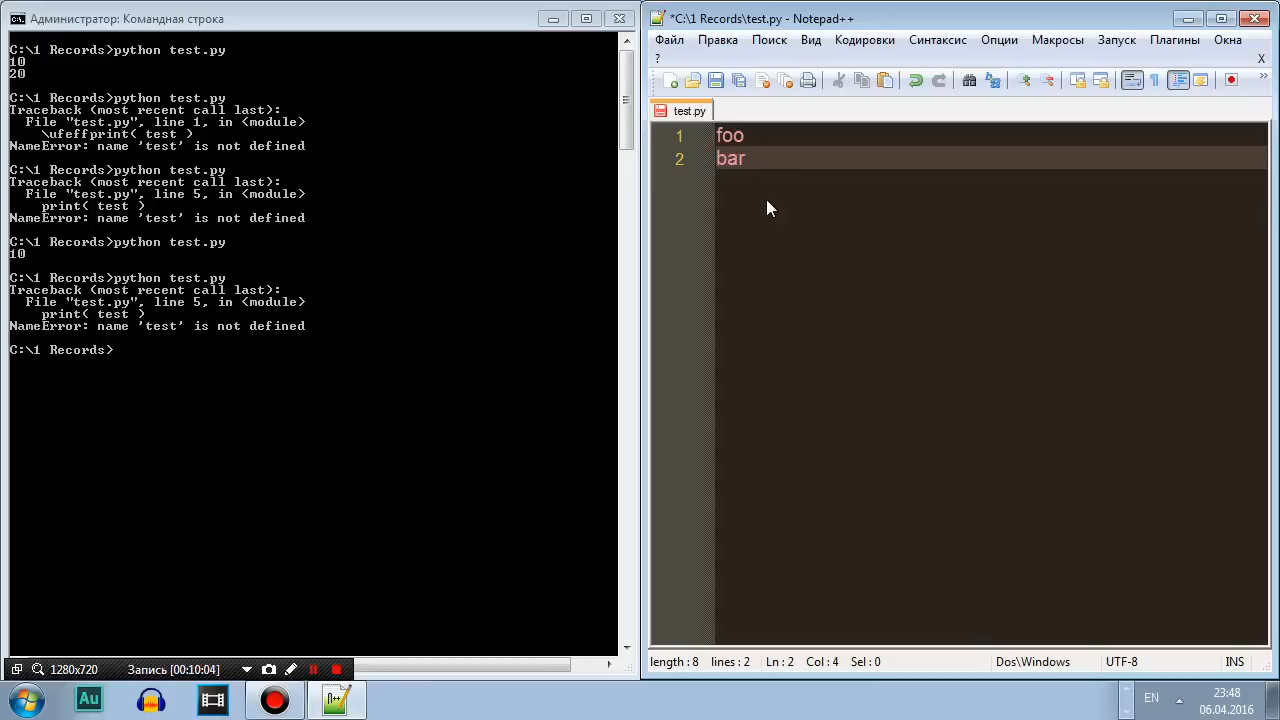 Администратор: Командная строка
C:\1 Records>python test.py
10
20
C:\1 Records>python test.py
Traceback (most recent call last):
File "test.py", line 1, in <module>
\ufeffprint( test )
NameError: name 'test' is not defined
C:\1 Records>python test.py
Traceback (most recent call last):
File "test.py", line 5, in <module>
print( test )
NameError: name 'test' is not defined
C:\1 Records>python test.py
10
C:\1 Records>python test.py
Traceback (most recent call last):
File "test.py", line 5, in <module>
print( test )
NameError: name 'test' is not defined
C:\1 Records>
1280x720 Запись [00:10:04]
*C:\1 Records\test.py - Notepad++
Файл Правка Поиск Вид Кодировки Синтаксис Опции Макросы Запуск Плагины Окна
? X
test.py
1 foo
2 bar
length : 8 lines : 2 Ln : 2 Col : 4 Sel : 0 Dos\Windows UTF-8 INS
Au
EN 23:48
06.04.2016